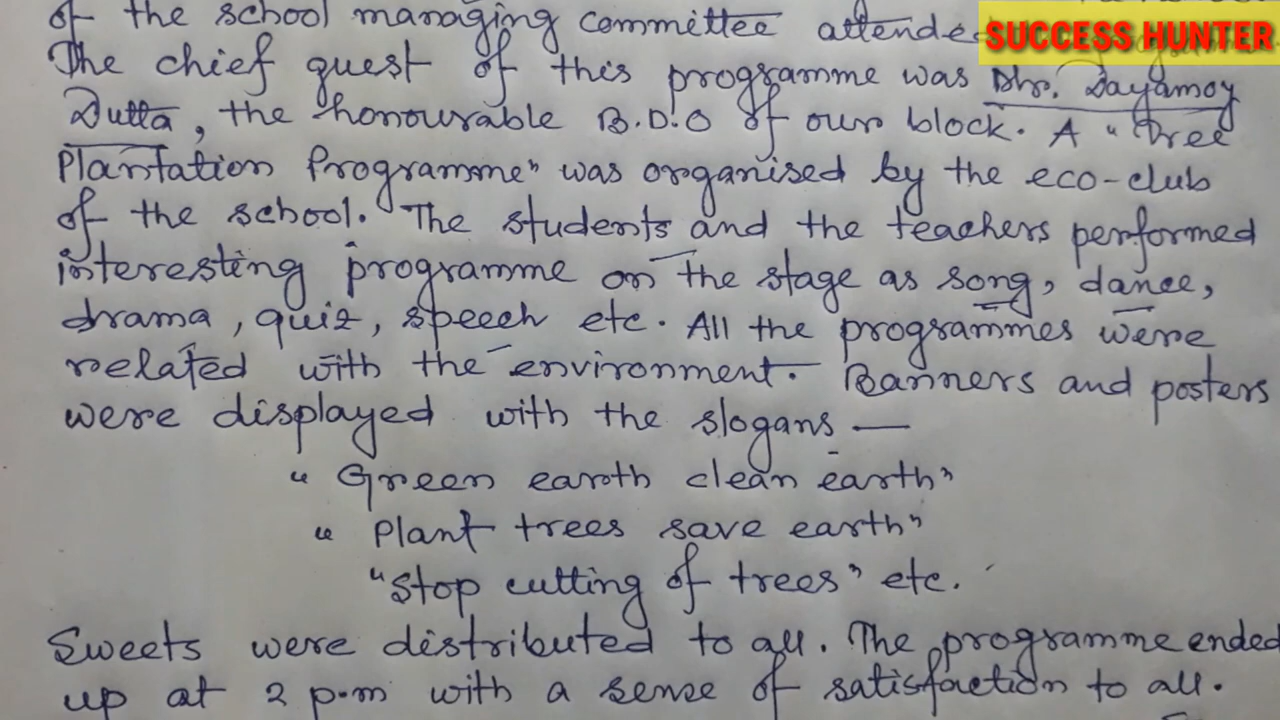 of the school managing committee attended
SUCCESS HUNTER
The chief guest of this programme was Shr. Dayamoy
Dutta, the honourable B.D.O of our block. A "Tree
Plantation Programme" was organised by the eco-club
of the school. The students and the teachers performed
interesting programme on the stage as song, dance,
drama, quiz, speech etc. All the programmes were
related with the environment. Banners and posters
were displayed with the slogans —
"Green earth clean earth"
"Plant trees save earth"
"Stop cutting of trees" etc.
Sweets were distributed to all. The programme ended
up at 2 p.m with a sense of satisfaction to all.